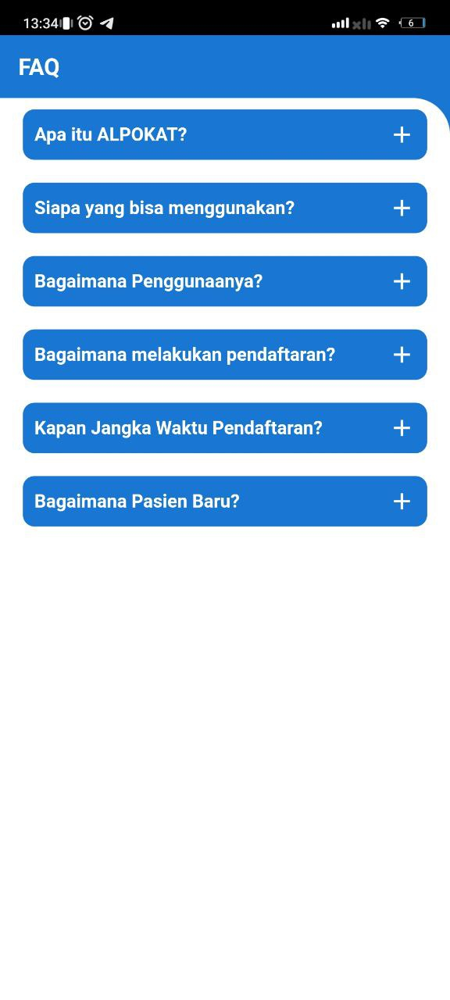 13:34
6
FAQ
Apa itu ALPOKAT?
Siapa yang bisa menggunakan?
Bagaimana Penggunaanya?
Bagaimana melakukan pendaftaran?
Kapan Jangka Waktu Pendaftaran?
Bagaimana Pasien Baru?